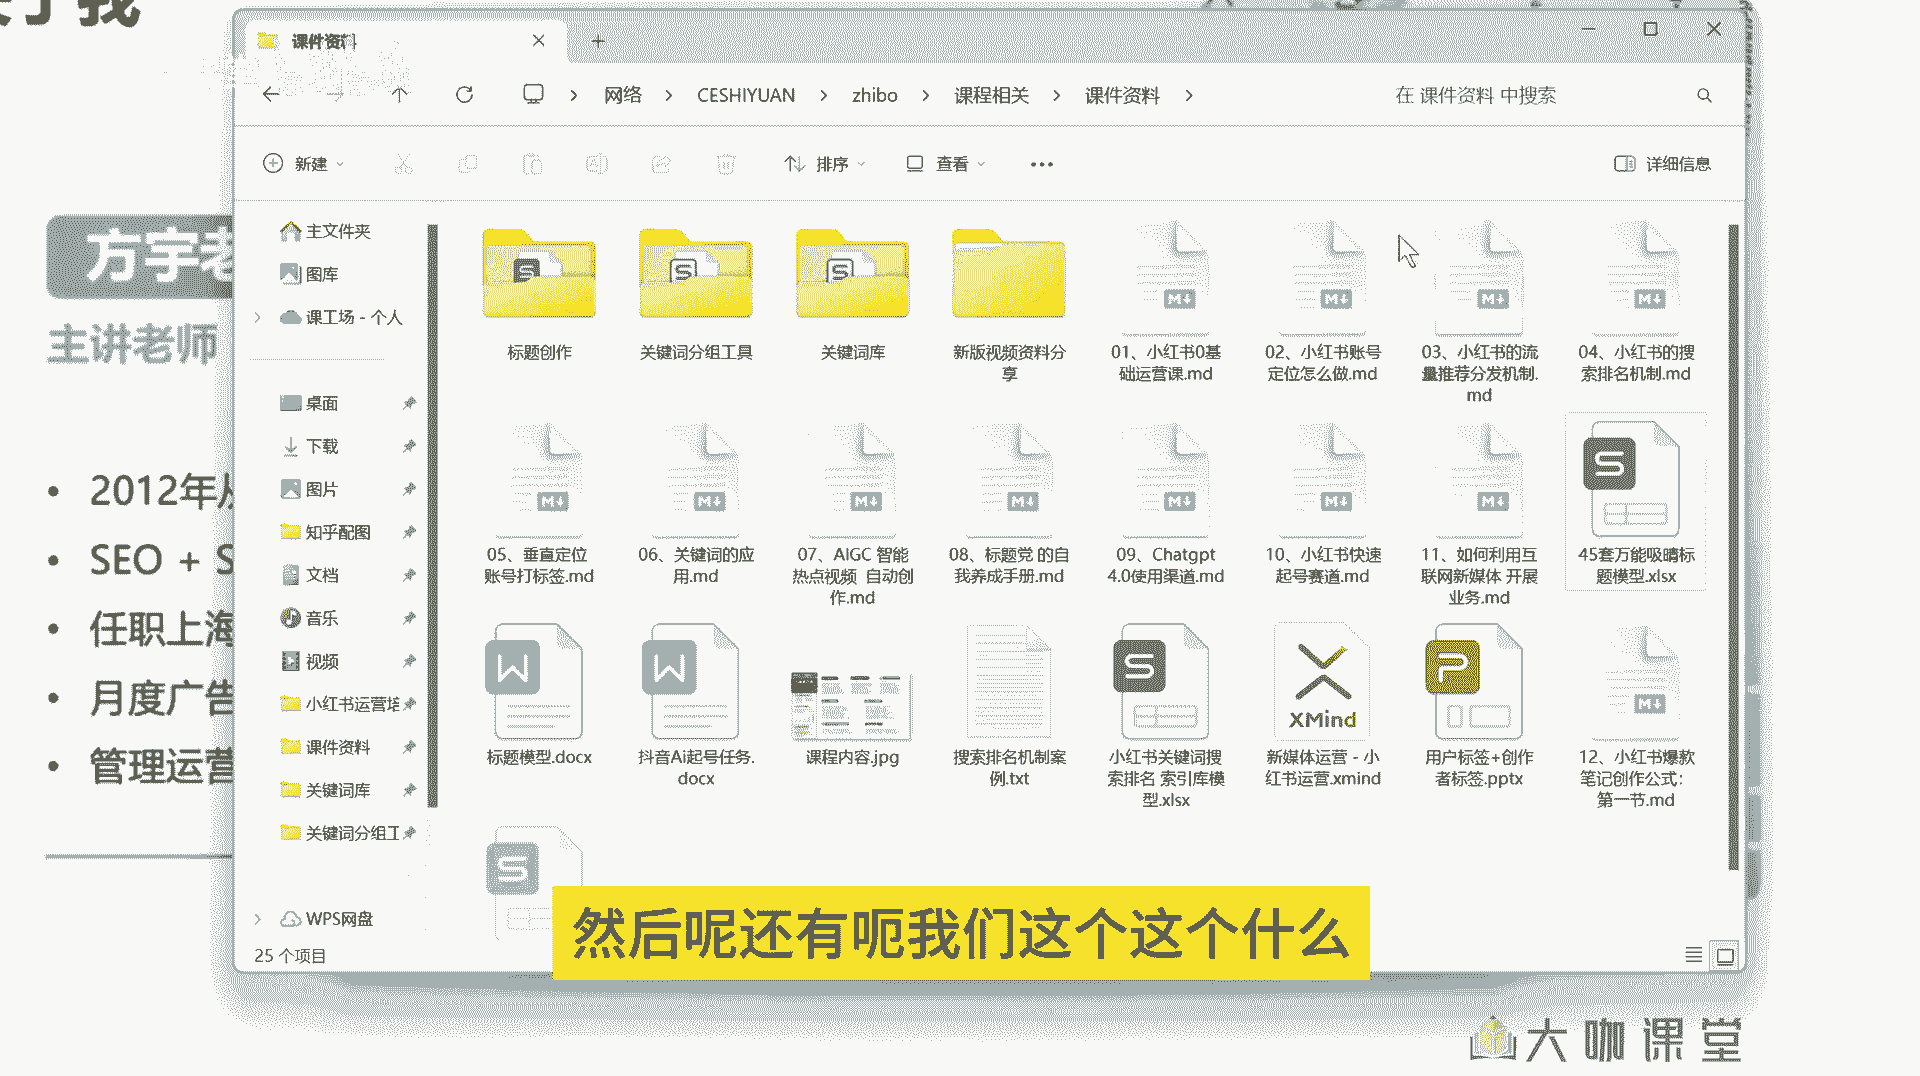 课件资料
网络 > CESHIYUAN > zhibo > 课程相关 > 课件资料 >
在 课件资料 中搜索
新建
排序
查看
详细信息
主文件夹
图库
课工场 - 个人
桌面
下载
图片
知乎配图
文档
音乐
视频
小红书运营培
课件资料
关键词库
关键词分组工
WPS网盘
25 个项目
标题创作
关键词分组工具
关键词库
新版视频资料分
享
01、小红书0基
础运营课.md
02、小红书账号
定位怎么做.md
03、小红书的流
量推荐分发机制.
md
04、小红书的搜
索排名机制.md
05、垂直定位
账号打标签.md
06、关键词的应
用.md
07、AIGC 智能
热点视频 自动创
作.md
08、标题党 的自
我养成手册.md
09、Chatgpt
4.0使用渠道.md
10、小红书快速
起号赛道.md
11、如何利用互
联网新媒体 开展
业务.md
45套万能吸睛标
题模型.xlsx
标题模型.docx
抖音Ai起号任务.
docx
课程内容.jpg
搜索排名机制案
例.txt
小红书关键词搜
索排名 索引库模
型.xlsx
XMind
新媒体运营 - 小
红书运营.xmind
用户标签+创作
者标签.pptx
12、小红书爆款
笔记创作公式：
第一节.md
方宇老
主讲老师
2012年从
SEO + S
任职上海
月度广告
管理运营
然后呢还有呃我们这个这个什么
大咖课堂